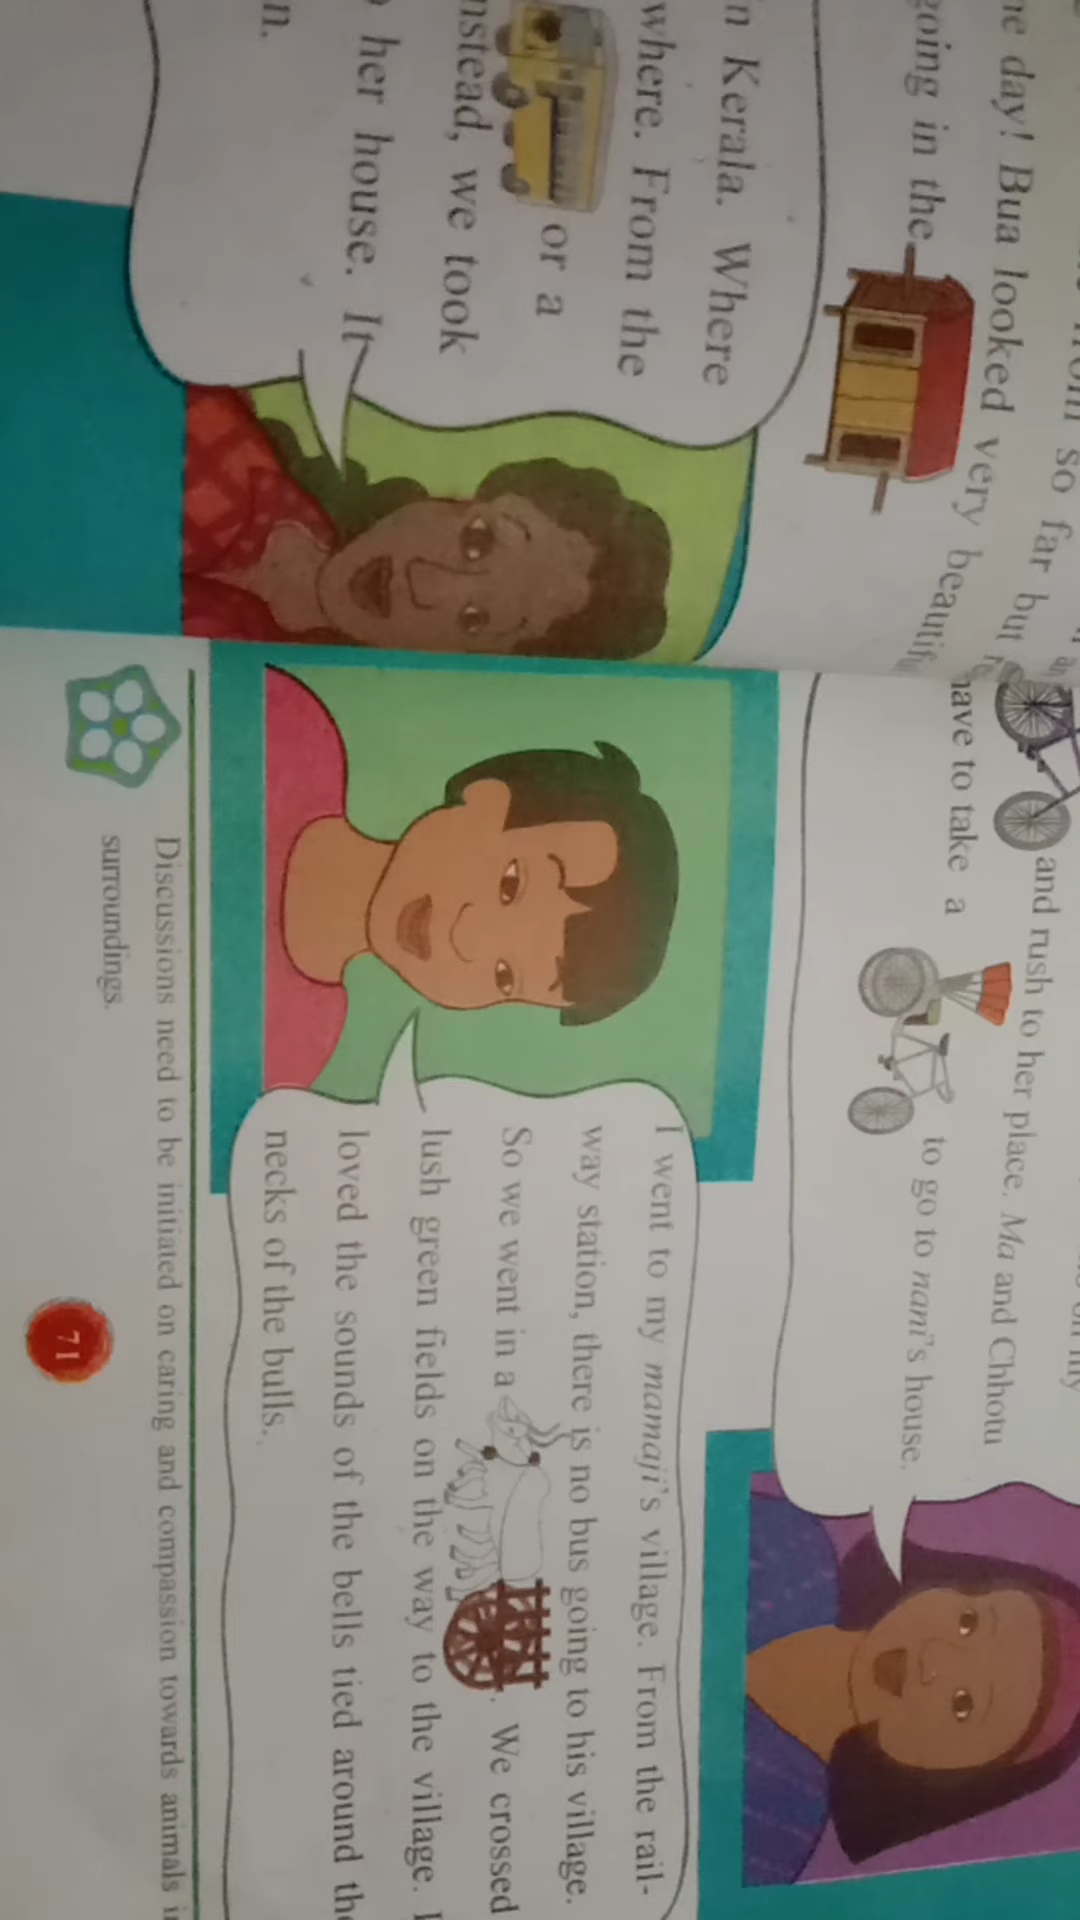 so far but
ne day! Bua looked very beautiful
going in the
n Kerala. Where
where. From the
or a
nstead, we took
her house. It
n.
and rush to her place. Ma and Chhotu
have to take a to go to nani's house.
I went to my mamaji's village. From the rail-
way station, there is no bus going to his village.
So we went in a . We crossed
lush green fields on the way to the village. I
loved the sounds of the bells tied around the
necks of the bulls.
Discussions need to be initiated on caring and compassion towards animals in
surroundings.
71